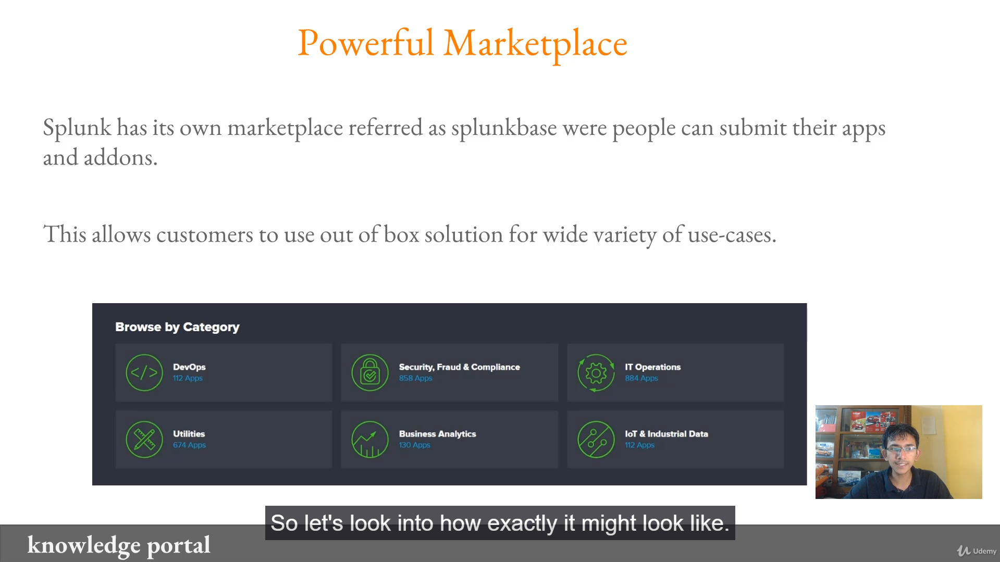 Powerful Marketplace
Splunk has its own marketplace referred as splunkbase were people can submit their apps
and addons.
This allows customers to use out of box solution for wide variety of use-cases.
Browse by Category
DevOps
112 Apps
Security, Fraud & Compliance
858 Apps
IT Operations
884 Apps
Utilities
674 Apps
Business Analytics
130 Apps
IoT & Industrial Data
112 Apps
So let's look into how exactly it might look like.
knowledge portal
Udemy